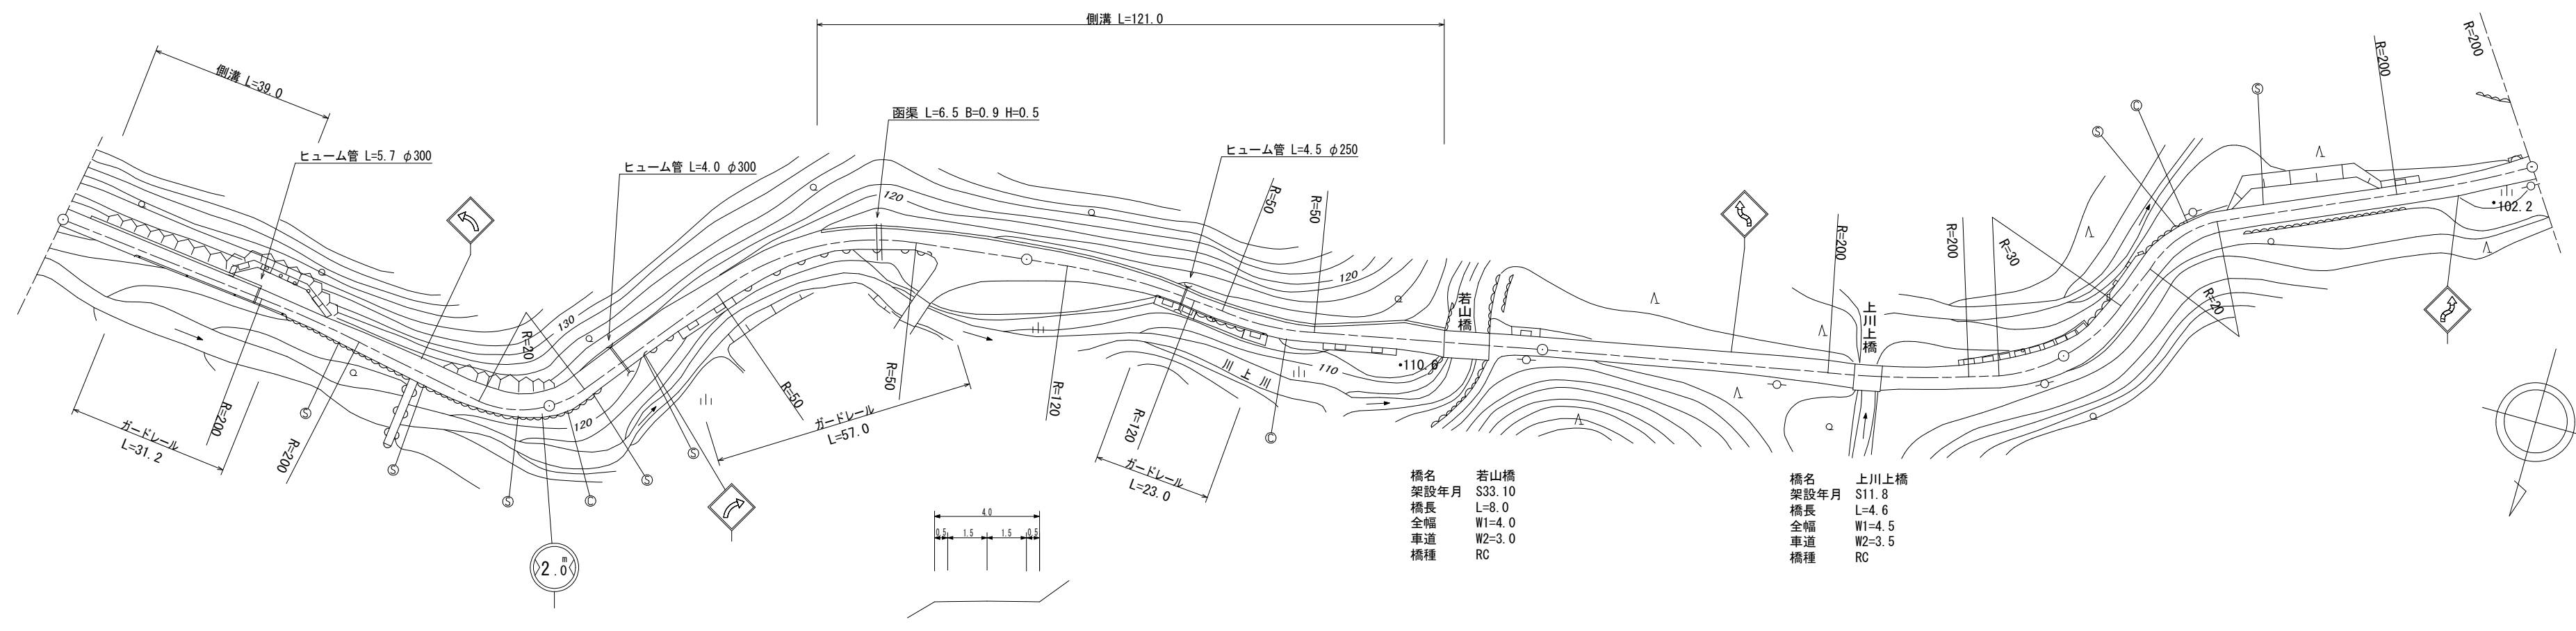 側溝 L=121.0
側溝 L=39.0
函渠 L=6.5 B=0.9 H=0.5
ヒューム管 L=5.7 φ300
ヒューム管 L=4.0 φ300
ヒューム管 L=4.5 φ250
R=200
R=200
120
120
130
R=20
R=50
R=50
R=50
R=50
R=120
R=120
R=200
R=200
R=200
R=200
R=30
R=20
102.2
110.6
110
120
若山橋
上川上橋
川上川
ガードレール
L=31.2
ガードレール
L=57.0
ガードレール
L=23.0
S
S
S
S
S
C
C
C
S
S
2.0
m
4.0
0.5 1.5 1.5 0.5
橋名 若山橋
架設年月 S33.10
橋長 L=8.0
全幅 W1=4.0
車道 W2=3.0
橋種 RC
橋名 上川上橋
架設年月 S11.8
橋長 L=4.6
全幅 W1=4.5
車道 W2=3.5
橋種 RC